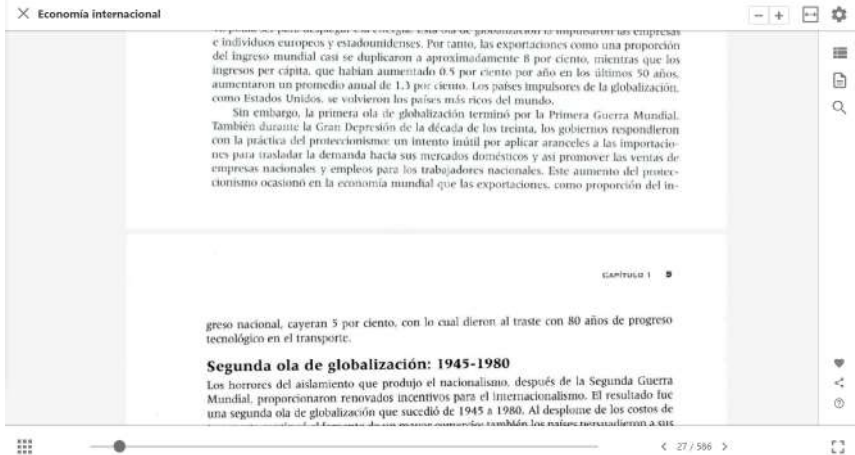 Economía internacional
e individuos europeos y estadounidenses. Por tanto, las exportaciones como una proporción
del ingreso mundial casi se duplicaron a aproximadamente 8 por ciento, mientras que los
ingresos per cápita, que habían aumentado 0.5 por ciento por año en los últimos 50 años,
aumentaron un promedio anual de 1.3 por ciento. Los países impulsores de la globalización,
como Estados Unidos, se volvieron los países más ricos del mundo.
Sin embargo, la primera ola de globalización terminó por la Primera Guerra Mundial.
También durante la Gran Depresión de la década de los treinta, los gobiernos respondieron
con la práctica del proteccionismo: un intento inútil por aplicar aranceles a las importacio-
nes para trasladar la demanda hacia sus mercados domésticos y así promover las ventas de
empresas nacionales y empleos para los trabajadores nacionales. Este aumento del protec-
cionismo ocasionó en la economía mundial que las exportaciones, como proporción del in-
CAPÍTULO 1 9
greso nacional, cayeran 5 por ciento, con lo cual dieron al traste con 80 años de progreso
tecnológico en el transporte.
Segunda ola de globalización: 1945-1980
Los horrores del aislamiento que produjo el nacionalismo, después de la Segunda Guerra
Mundial, proporcionaron renovados incentivos para el internacionalismo. El resultado fue
una segunda ola de globalización que sucedió de 1945 a 1980. Al desplome de los costos de
27 / 586